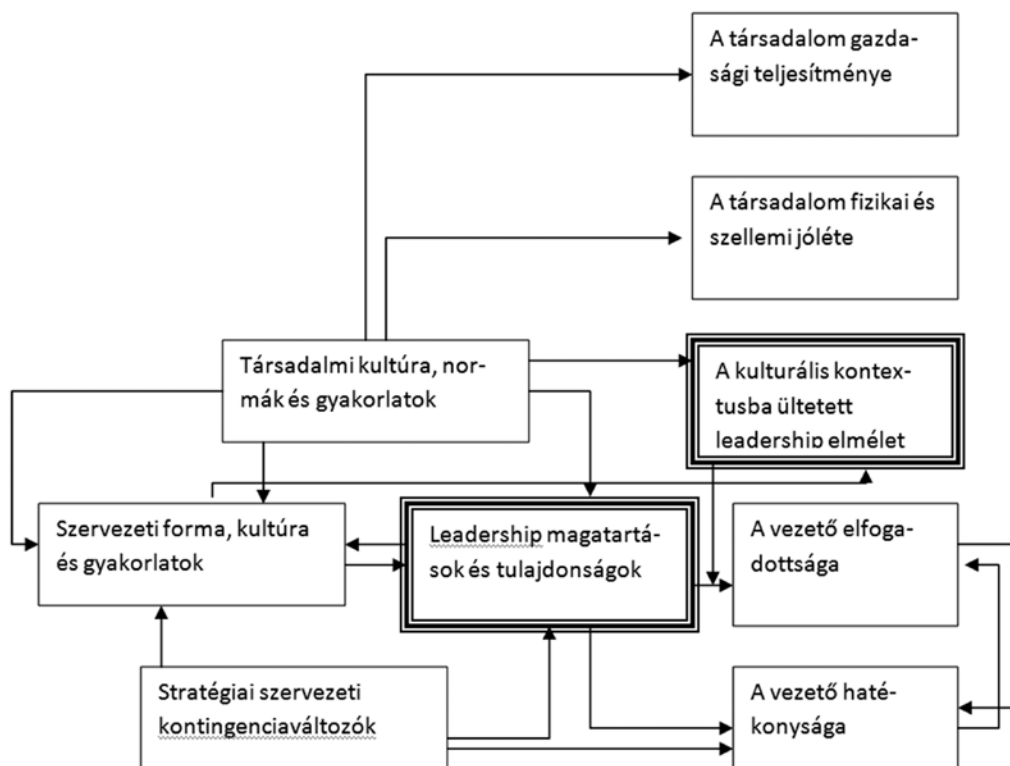 A társadalom gazda-
sági teljesítménye
A társadalom fizikai és
szellemi jóléte
Társadalmi kultúra, nor-
mák és gyakorlatok
A kulturális kontex-
tusba ültetett
leadership elmélet
Szervezeti forma, kultúra
és gyakorlatok
Leadership magatartá-
sok és tulajdonságok
A vezető elfoga-
dottsága
Stratégiai szervezeti
kontingenciaváltozók
A vezető haté-
konysága